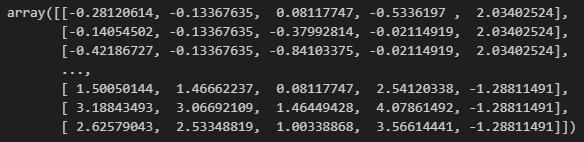 array([[-0.28120614, -0.13367635,  0.08117747, -0.5336197 ,  2.03402524],
       [-0.14054502, -0.13367635, -0.37992814, -0.02114919,  2.03402524],
       [-0.42186727, -0.13367635, -0.84103375, -0.02114919,  2.03402524],
       ...,
       [ 1.50050144,  1.46662237,  0.08117747,  2.54120338, -1.28811491],
       [ 3.18843493,  3.06692109,  1.46449428,  4.07861492, -1.28811491],
       [ 2.62579043,  2.53348819,  1.00338868,  3.56614441, -1.28811491]])